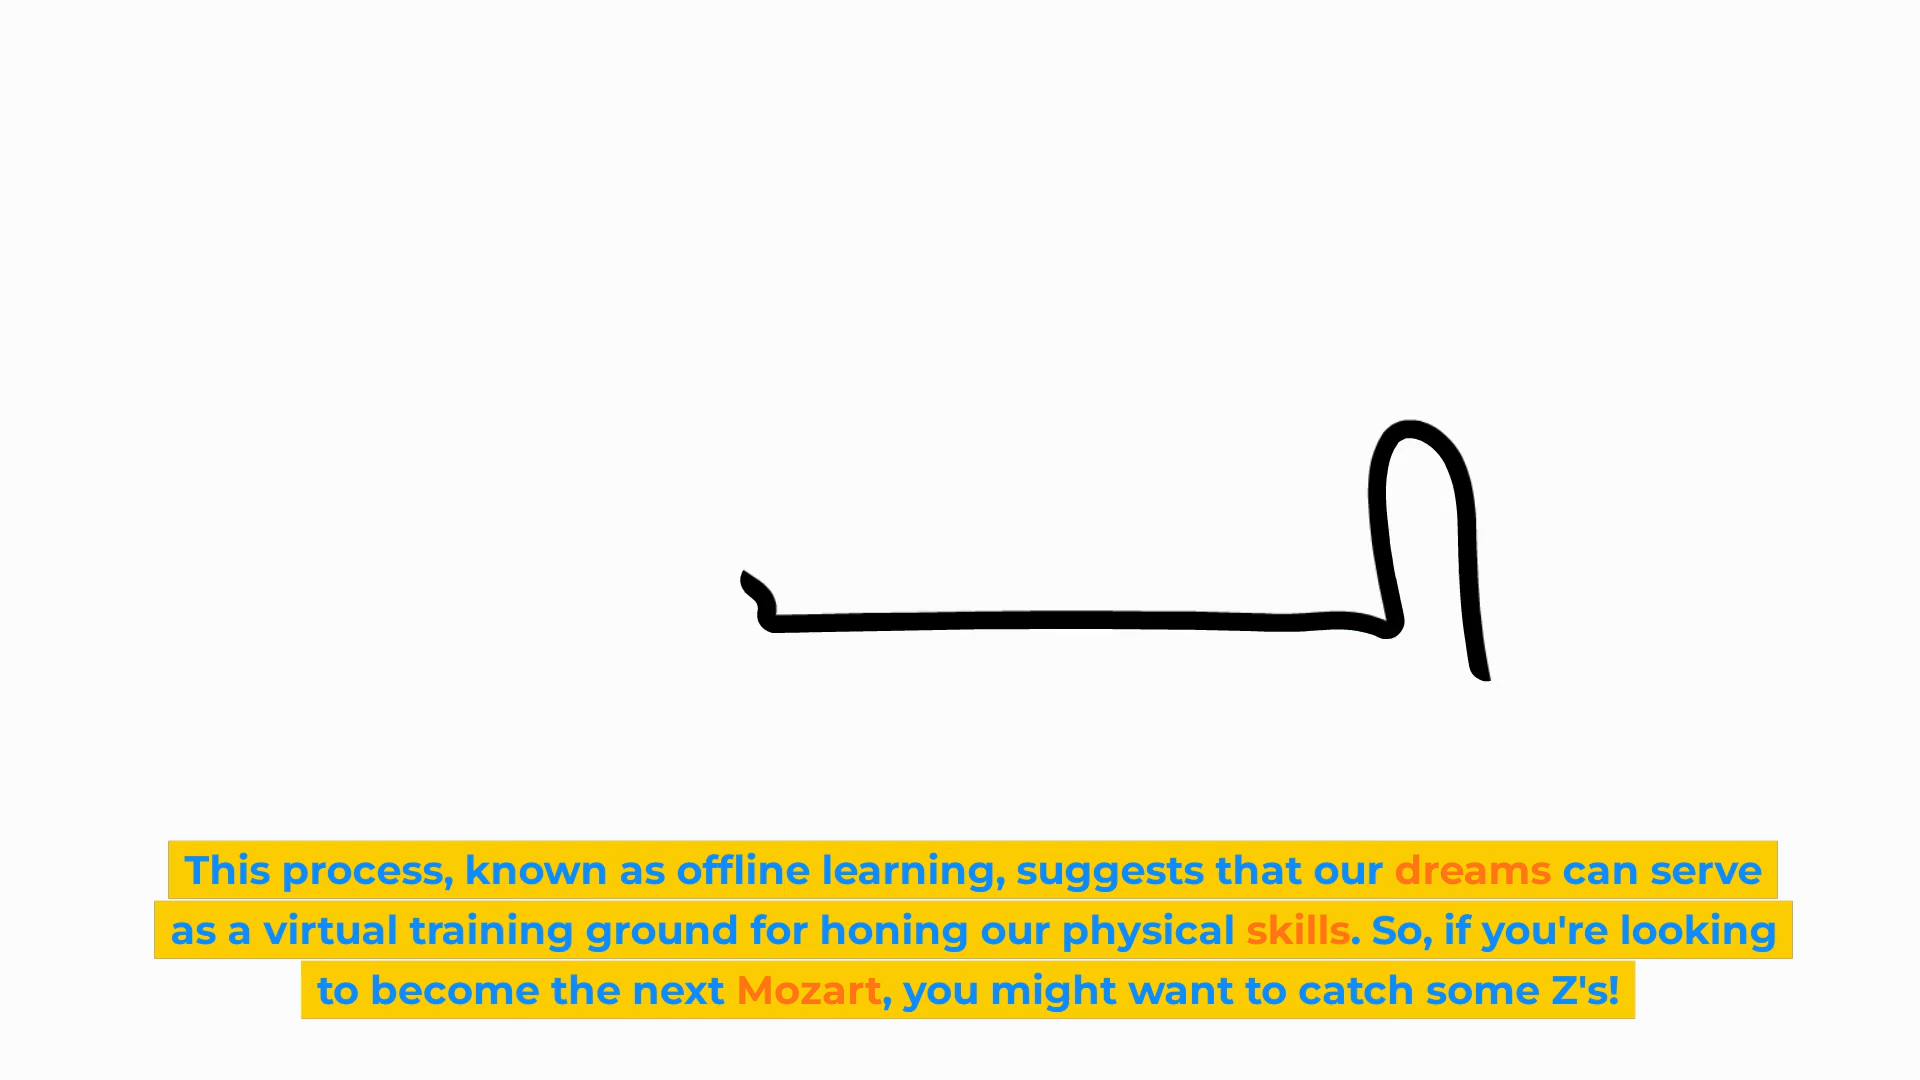 This process, known as offline learning, suggests that our dreams can serve
as a virtual training ground for honing our physical skills. So, if you're looking
to become the next Mozart, you might want to catch some Z's!